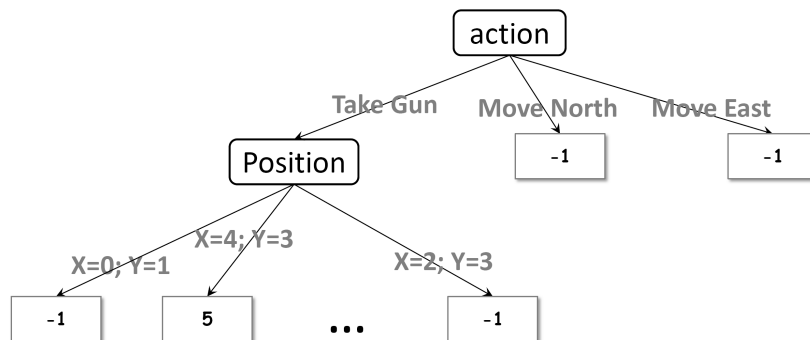 action
Take Gun
Move North
Move East
Position
-1
-1
X=4; Y=3
X=0; Y=1
X=2; Y=3
-1
5
...
-1